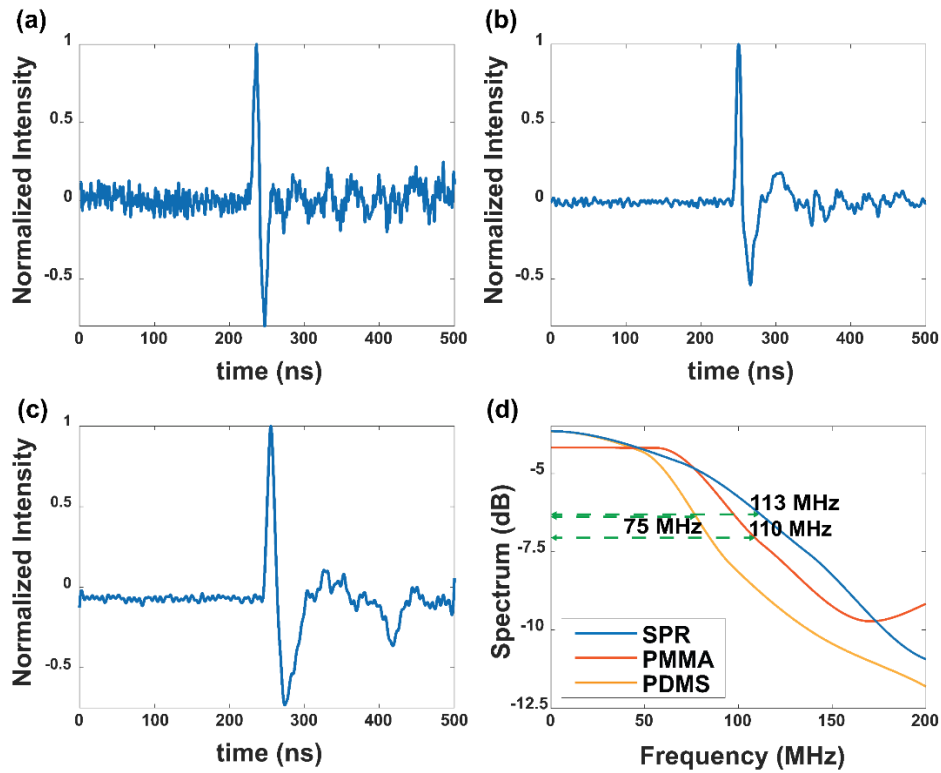 (a)
Normalized Intensity
1
0.5
0
-0.5
0
100
200
300
400
500
time (ns)
(b)
Normalized Intensity
1
0.5
0
-0.5
0
100
200
300
400
500
time (ns)
(c)
Normalized Intensity
1
0.5
0
-0.5
0
100
200
300
400
500
time (ns)
(d)
Spectrum (dB)
-5
-7.5
-10
-12.5
113 MHz
75 MHz
110 MHz
SPR
PMMA
PDMS
0
50
100
150
200
Frequency (MHz)